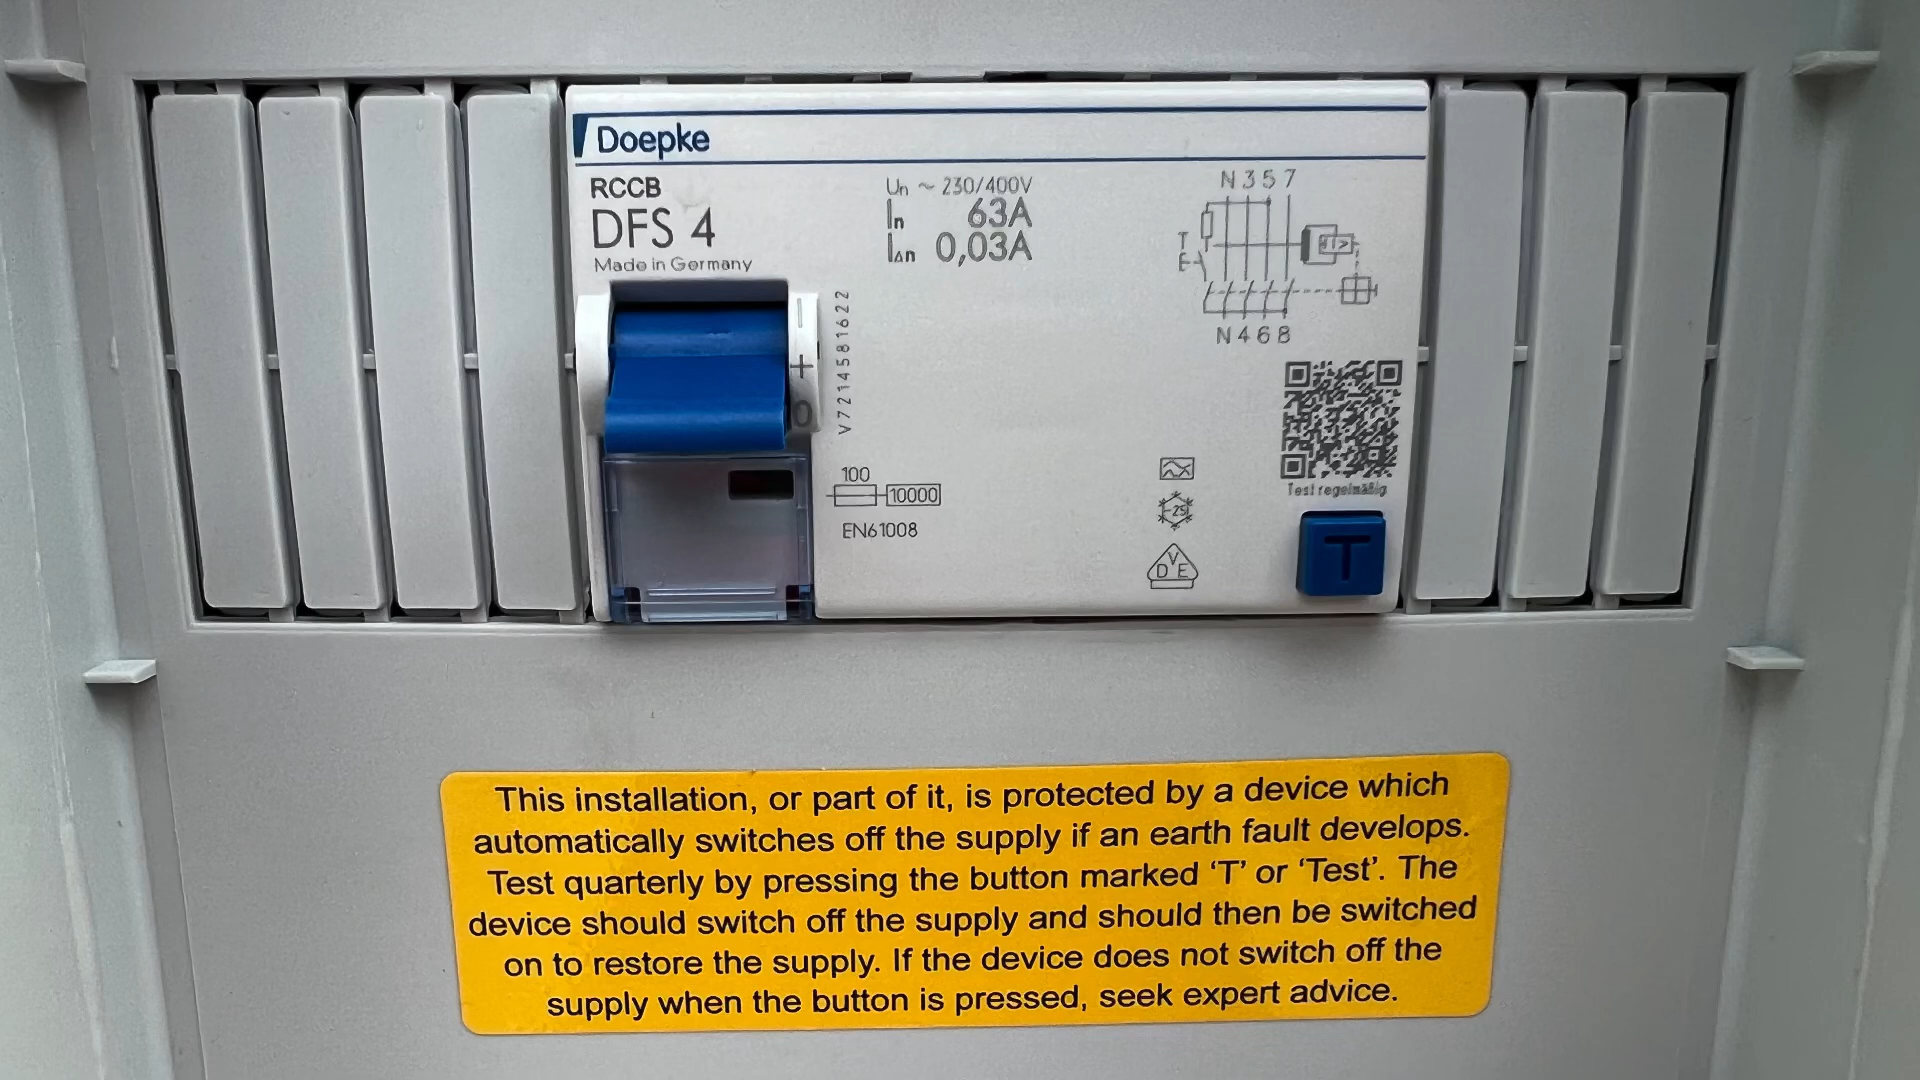 Doepke
RCCB
DFS 4
Made in Germany
Un ~ 230/400V
In 63A
IΔn 0,03A
N 3 5 7
T
E
N 4 6 8
I
+
0
V721458 1622
100
10000
EN61008
-25
VDE
Test regelmäßig
T
This installation, or part of it, is protected by a device which
automatically switches off the supply if an earth fault develops.
Test quarterly by pressing the button marked ‘T’ or ‘Test’. The
device should switch off the supply and should then be switched
on to restore the supply. If the device does not switch off the
supply when the button is pressed, seek expert advice.